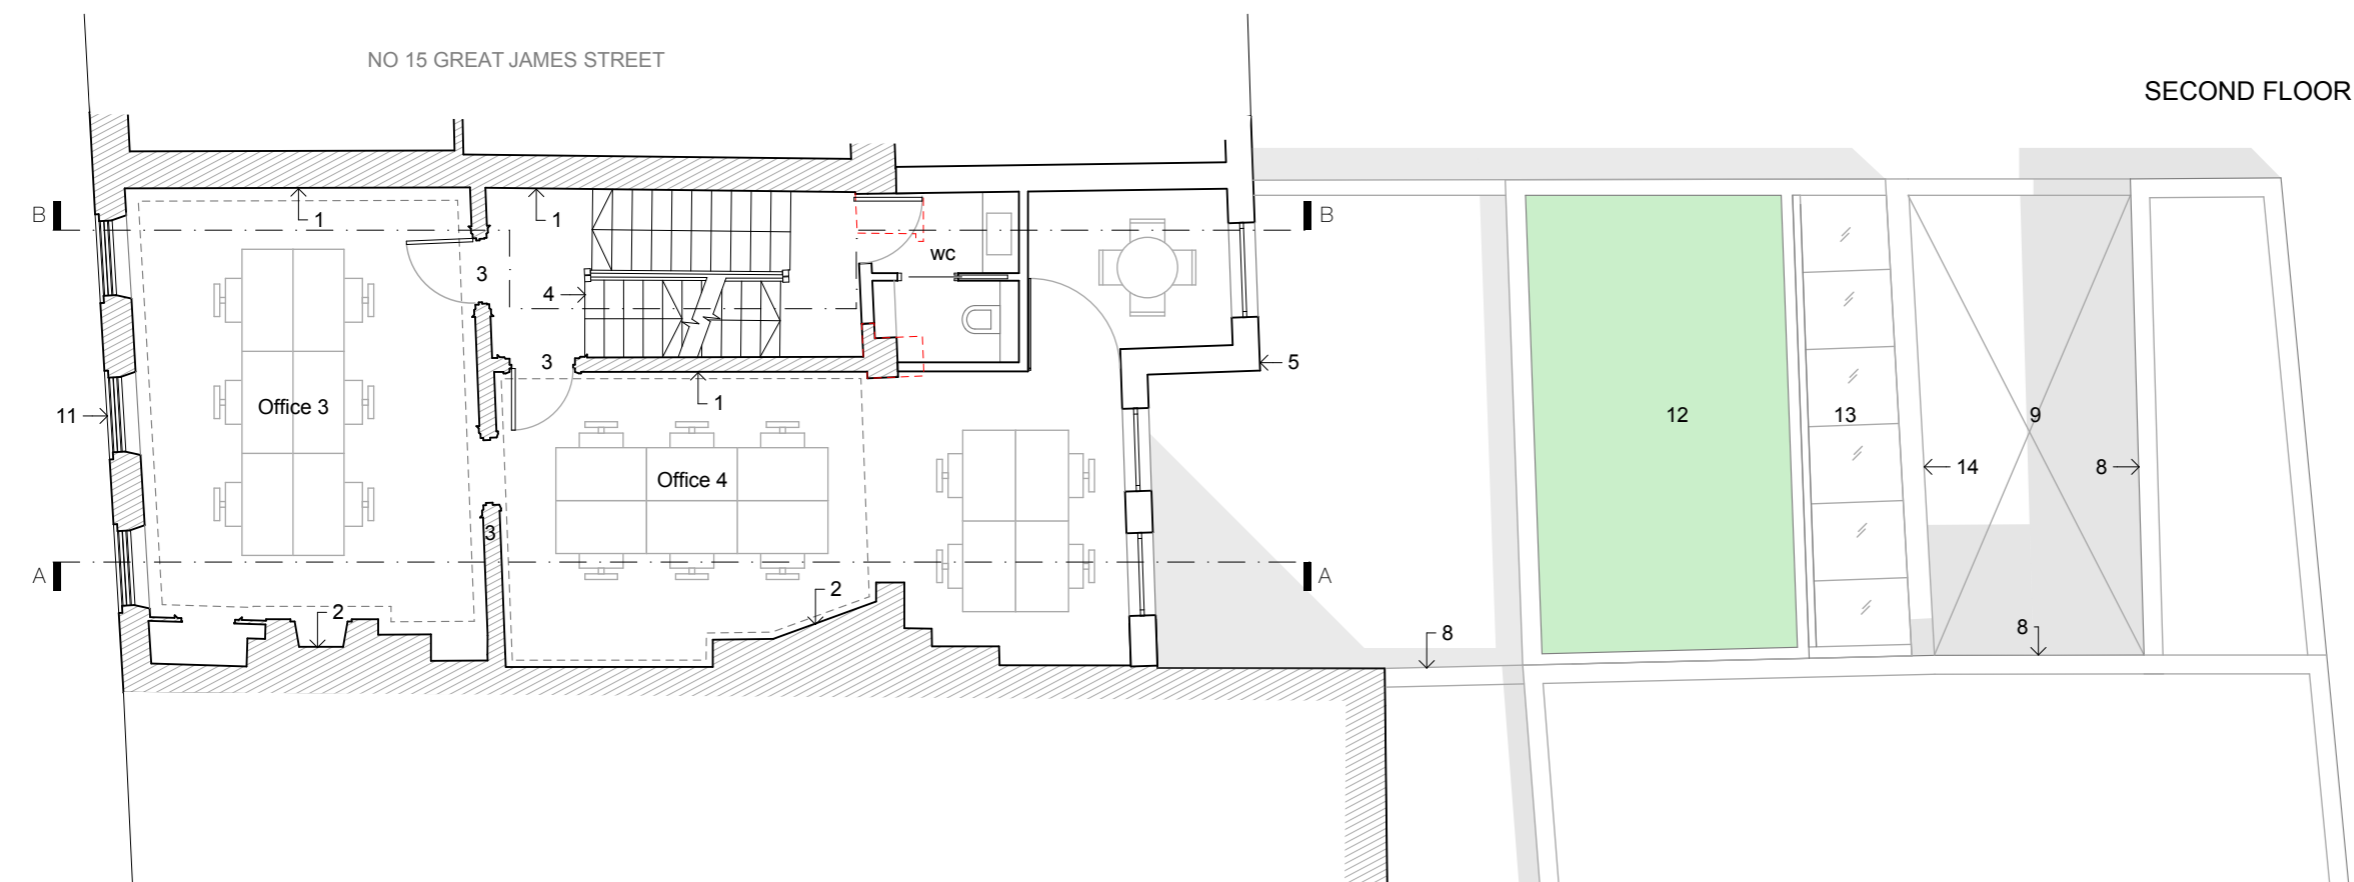 NO 15 GREAT JAMES STREET
SECOND FLOOR
B
1
1
B
3
wc
4
3
5
1
11
Office 3
12
13
9
14
8
Office 4
3
A
A
2
2
8
8